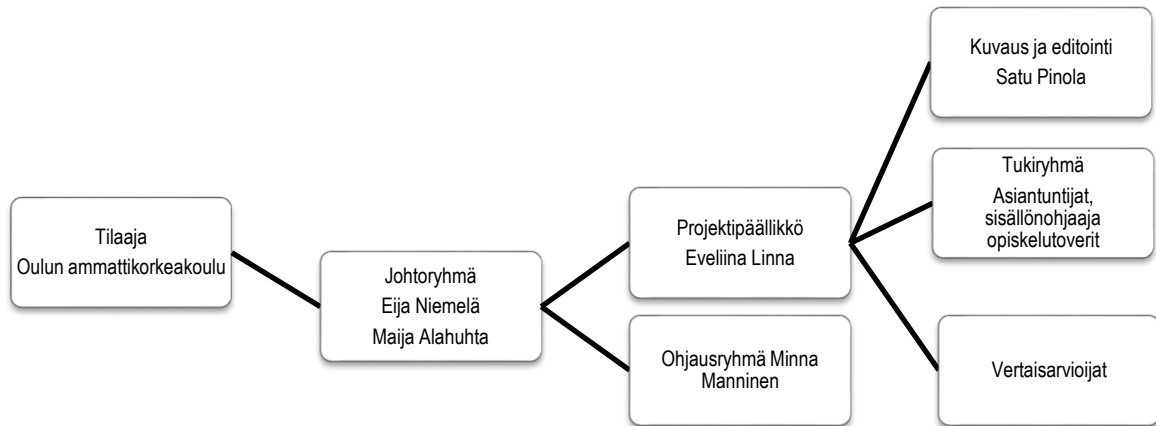 Tilaaja
Oulun ammattikorkeakoulu
Johtoryhmä
Eija Niemelä
Maija Alahuhta
Projektipäällikkö
Eveliina Linna
Ohjausryhmä Minna
Manninen
Kuvaus ja editointi
Satu Pinola
Tukiryhmä
Asiantuntijat,
sisällönohjaaja
opiskelutoverit
Vertaisarvioijat